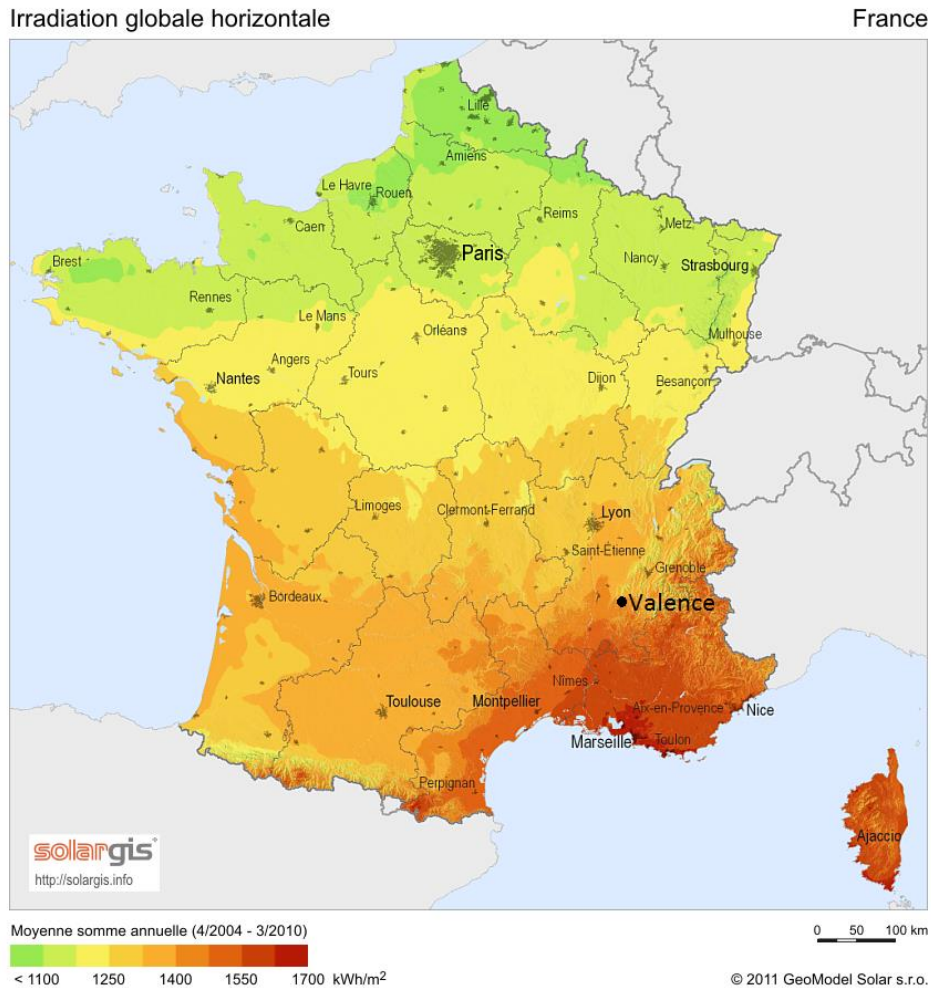 Irradiation globale horizontale
France
Lille
Amiens
Le Havre
Rouen
Reims
Metz
Caen
Paris
Nancy
Strasbourg
Brest
Rennes
Le Mans
Orléans
Mulhouse
Angers
Nantes
Tours
Dijon
Besançon
Limoges
Clermont-Ferrand
Lyon
Saint-Étienne
Grenoble
Bordeaux
Valence
Nîmes
Toulouse
Montpellier
Aix-en-Provence
Nice
Marseille
Toulon
Perpignan
Ajaccio
solargis
http://solargis.info
Moyenne somme annuelle (4/2004 - 3/2010)
0 50 100 km
< 1100 1250 1400 1550 1700 kWh/m²
© 2011 GeoModel Solar s.r.o.